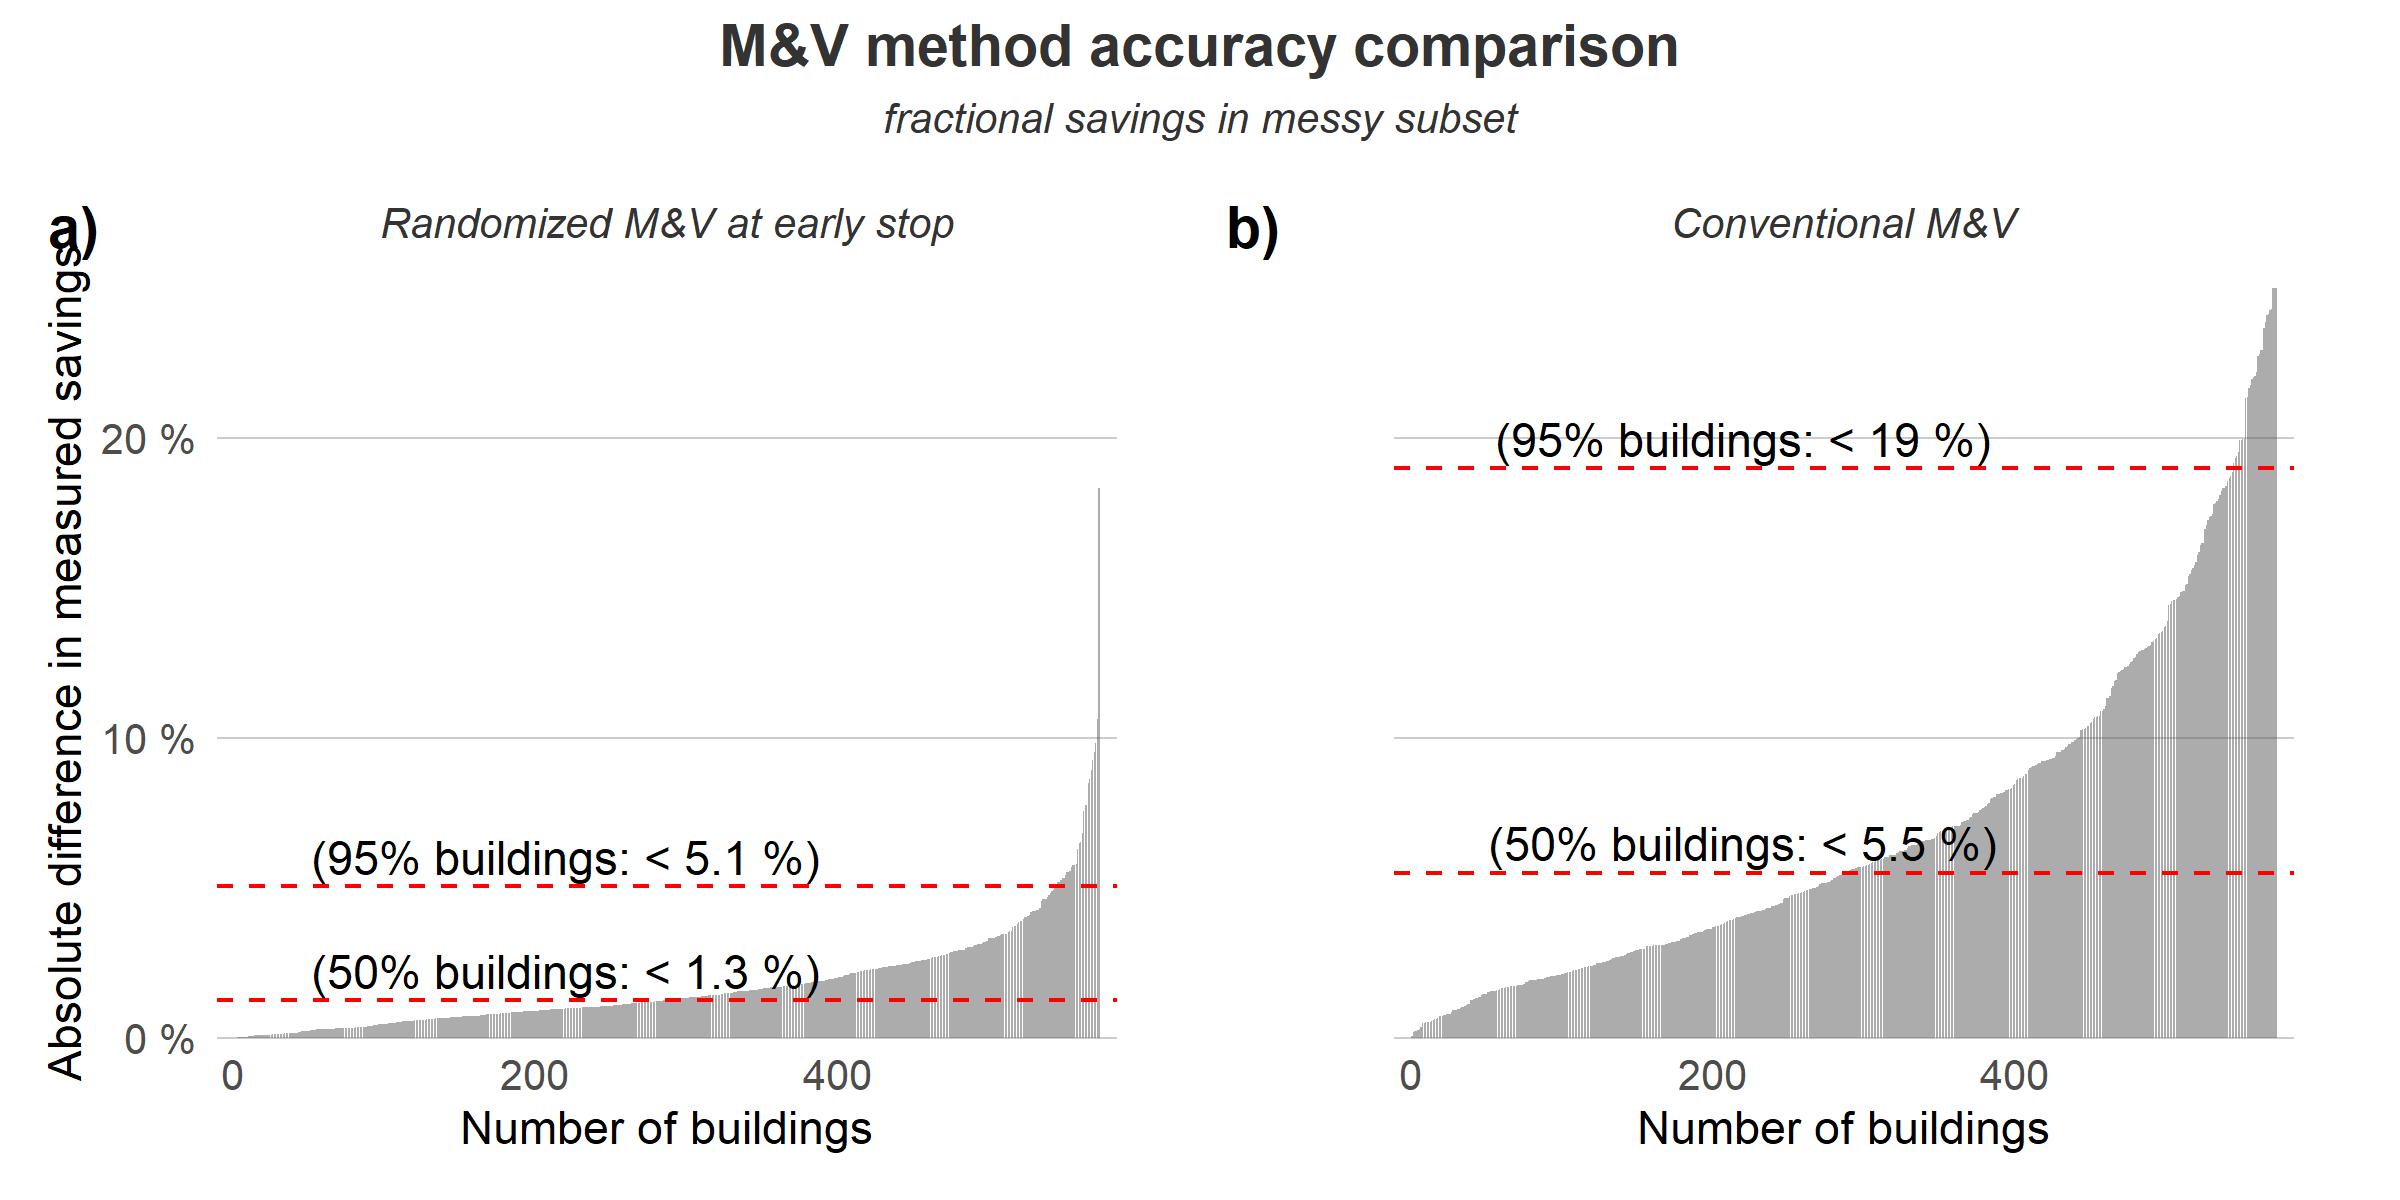 M&V method accuracy comparison
fractional savings in messy subset
a)
Randomized M&V at early stop
Absolute difference in measured savings
20 %
10 %
0 %
(95% buildings: < 5.1 %)
(50% buildings: < 1.3 %)
0 200 400
Number of buildings
b)
Conventional M&V
(95% buildings: < 19 %)
(50% buildings: < 5.5 %)
0 200 400
Number of buildings